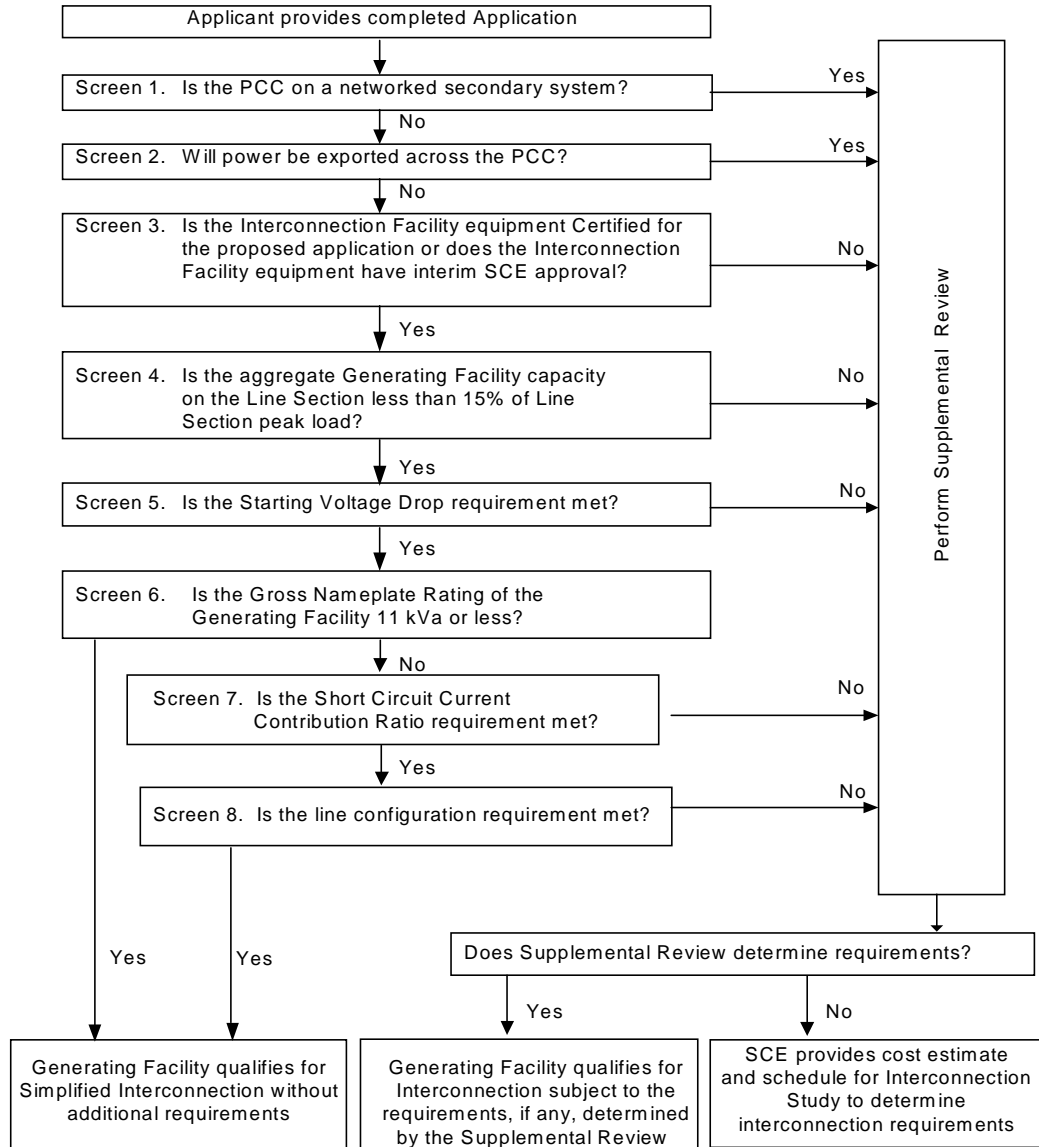 Applicant provides completed Application
Screen 1. Is the PCC on a networked secondary system?
Yes
No
Screen 2. Will power be exported across the PCC?
Yes
No
Screen 3. Is the Interconnection Facility equipment Certified for
the proposed application or does the Interconnection
Facility equipment have interim SCE approval?
No
Yes
Screen 4. Is the aggregate Generating Facility capacity
on the Line Section less than 15% of Line
Section peak load?
No
Yes
Screen 5. Is the Starting Voltage Drop requirement met?
No
Yes
Screen 6. Is the Gross Nameplate Rating of the
Generating Facility 11 kVa or less?
No
Screen 7. Is the Short Circuit Current
Contribution Ratio requirement met?
No
Yes
Screen 8. Is the line configuration requirement met?
No
Perform Supplemental Review
Yes
Yes
Does Supplemental Review determine requirements?
Yes
No
Generating Facility qualifies for
Simplified Interconnection without
additional requirements
Generating Facility qualifies for
Interconnection subject to the
requirements, if any, determined
by the Supplemental Review
SCE provides cost estimate
and schedule for Interconnection
Study to determine
interconnection requirements